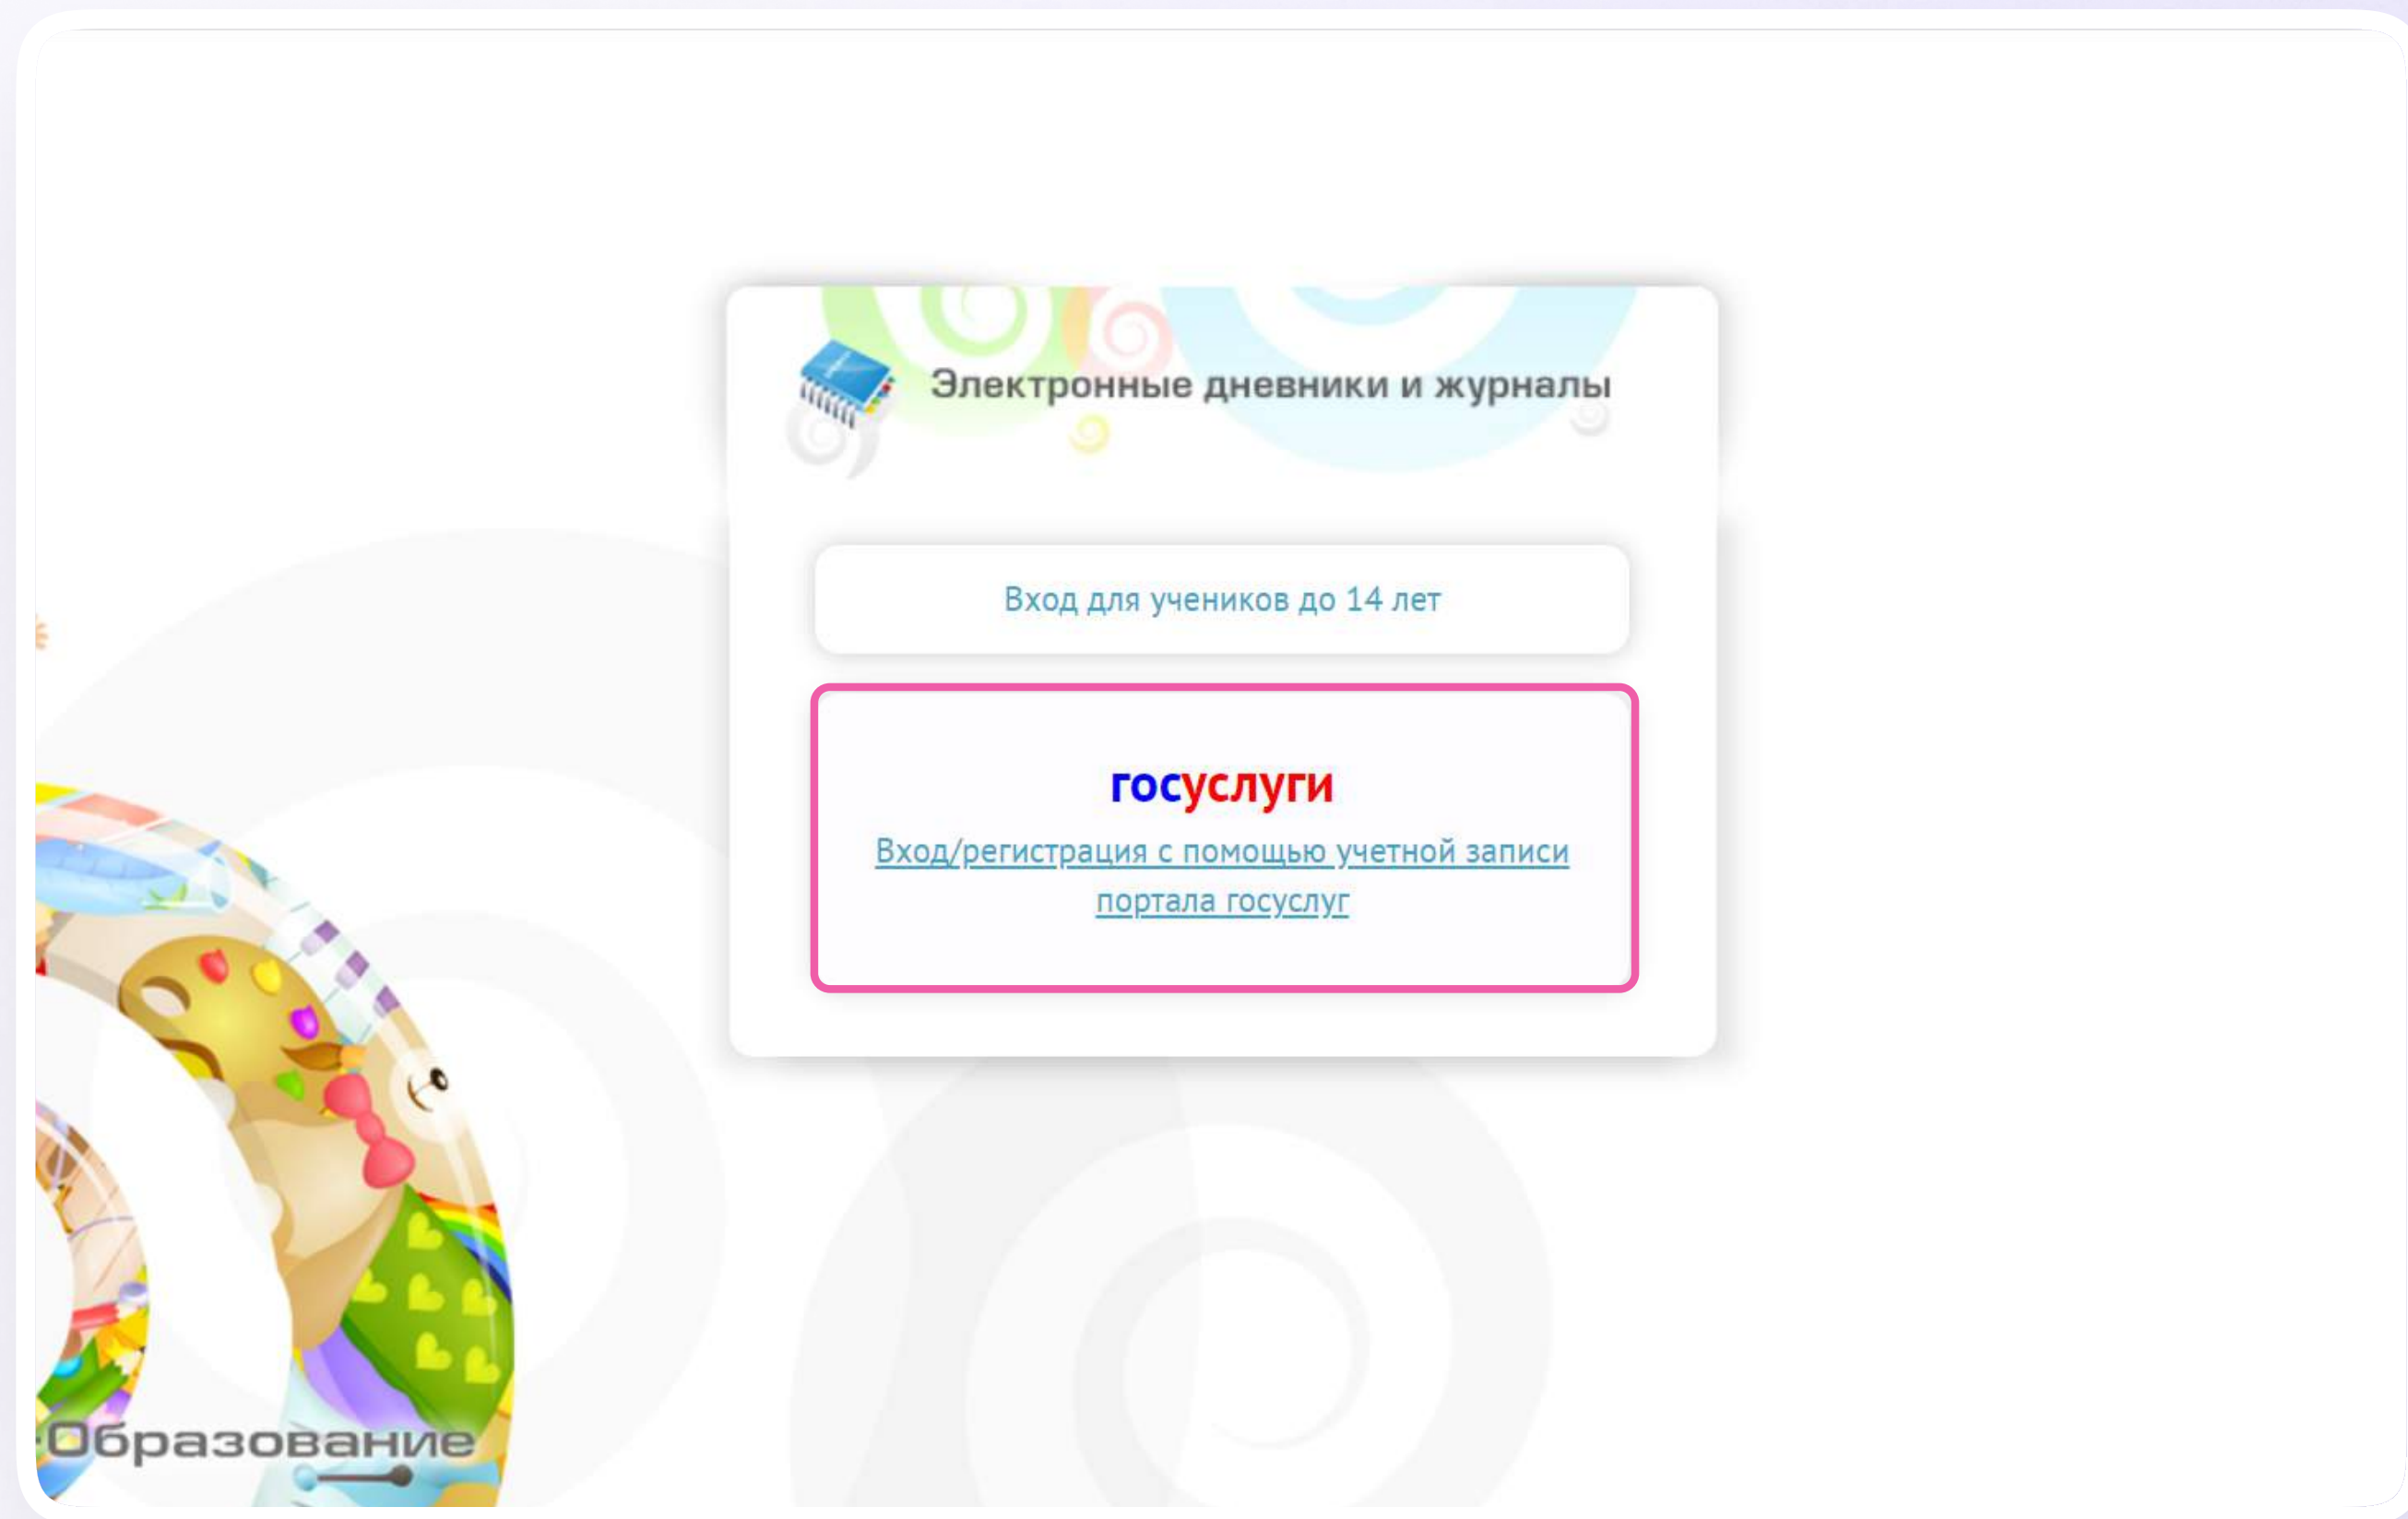 Электронные дневники и журналы
Вход для учеников до 14 лет
госуслуги
Вход/регистрация с помощью учетной записи
портала госуслуг
Образование